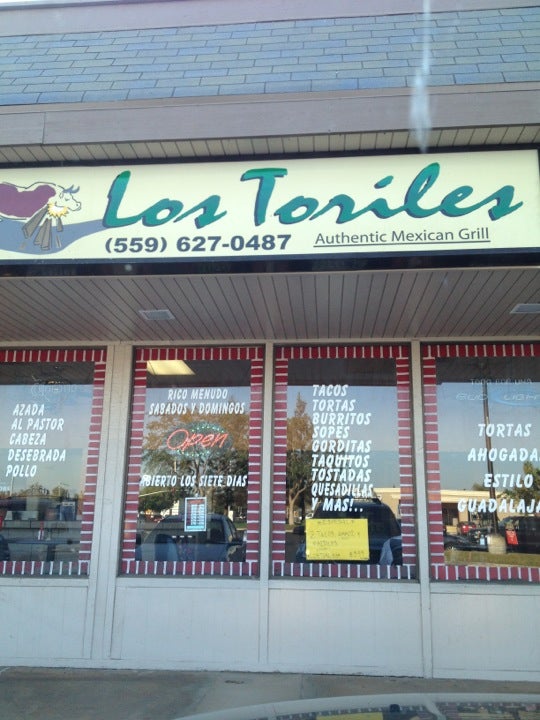 Los Toriles
(559) 627-0487
Authentic Mexican Grill
AZADA
AL PASTOR
CABEZA
DESEBRADA
POLLO
RICO MENUDO
SABADOS Y DOMINGOS
Open
ABIERTO LOS SIETE DIAS
TACOS
TORTAS
BURRITOS
SOPES
GORDITAS
TAQUITOS
TOSTADAS
QUESADILLAS
Y MAS!...
TORTAS
AHOGADA
ESTILO
GUADALAJA